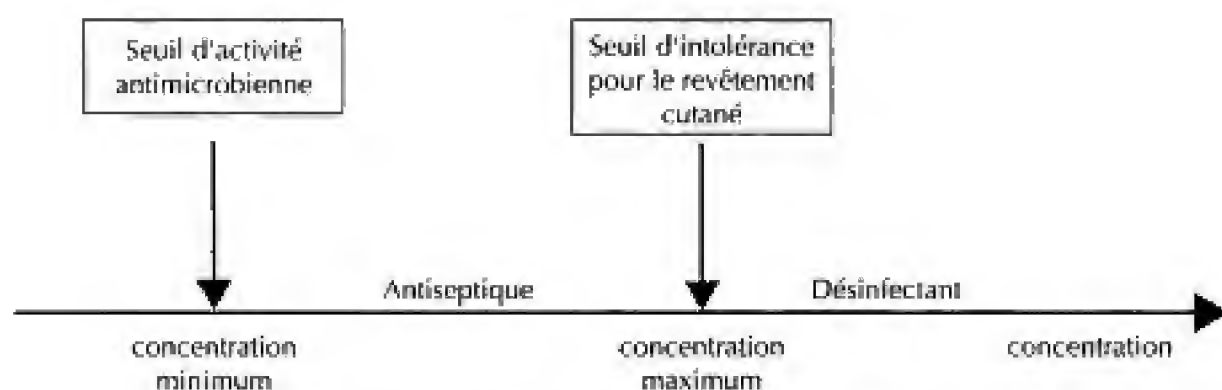 Seuil d'activité
antimicrobienne
Seuil d'intolérance
pour le revêtement
cutané
Antiseptique
Désinfectant
concentration
minimum
concentration
maximum
concentration